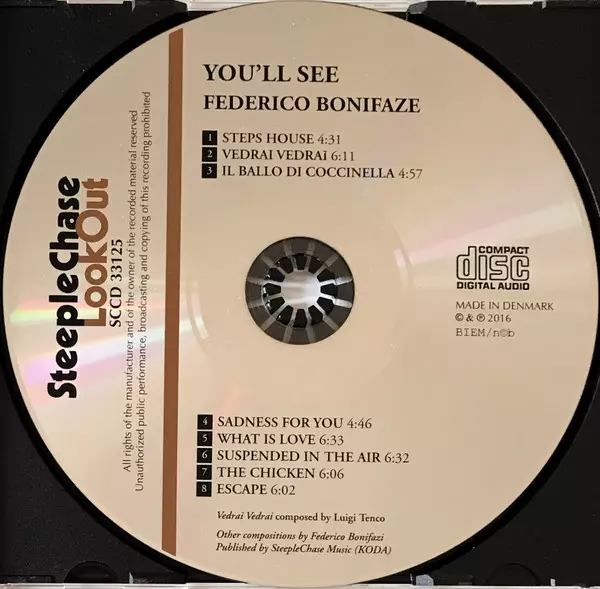 YOU'LL SEE
FEDERICO BONIFAZE
1 STEPS HOUSE 4:31
2 VEDRAI VEDRAI 6:11
3 IL BALLO DI COCCINELLA 4:57
SteepleChase
LookOut
SCCD 33125
All rights of the manufacturer and of the owner of the recorded material reserved
Unauthorized public performance, broadcasting and copying of this recording prohibited
COMPACT
disc
DIGITAL AUDIO
MADE IN DENMARK
© & ℗ 2016
BIEM/n©b
4 SADNESS FOR YOU 4:46
5 WHAT IS LOVE 6:33
6 SUSPENDED IN THE AIR 6:32
7 THE CHICKEN 6:06
8 ESCAPE 6:02
Vedrai Vedrai composed by Luigi Tenco
Other compositions by Federico Bonifazi
Published by SteepleChase Music (KODA)